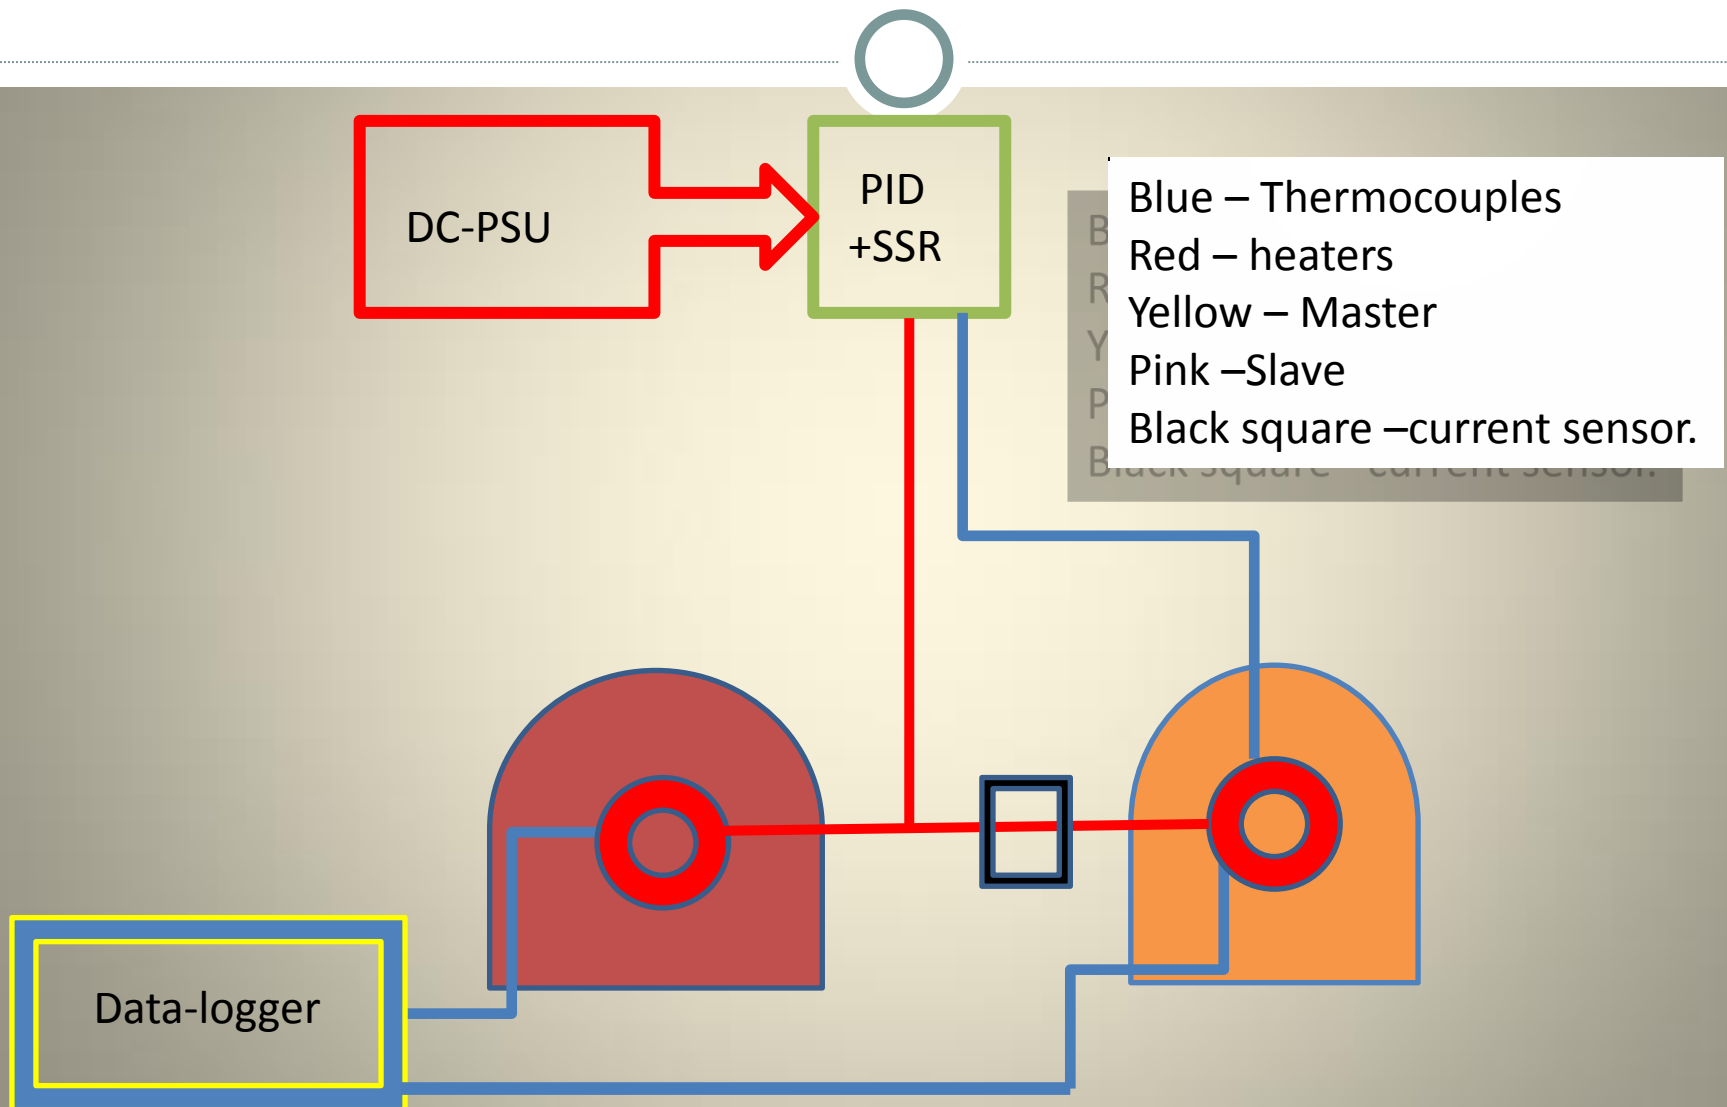 DC-PSU
PID
+SSR
Blue – Thermocouples
Red – heaters
Yellow – Master
Pink –Slave
Black square –current sensor.
Data-logger